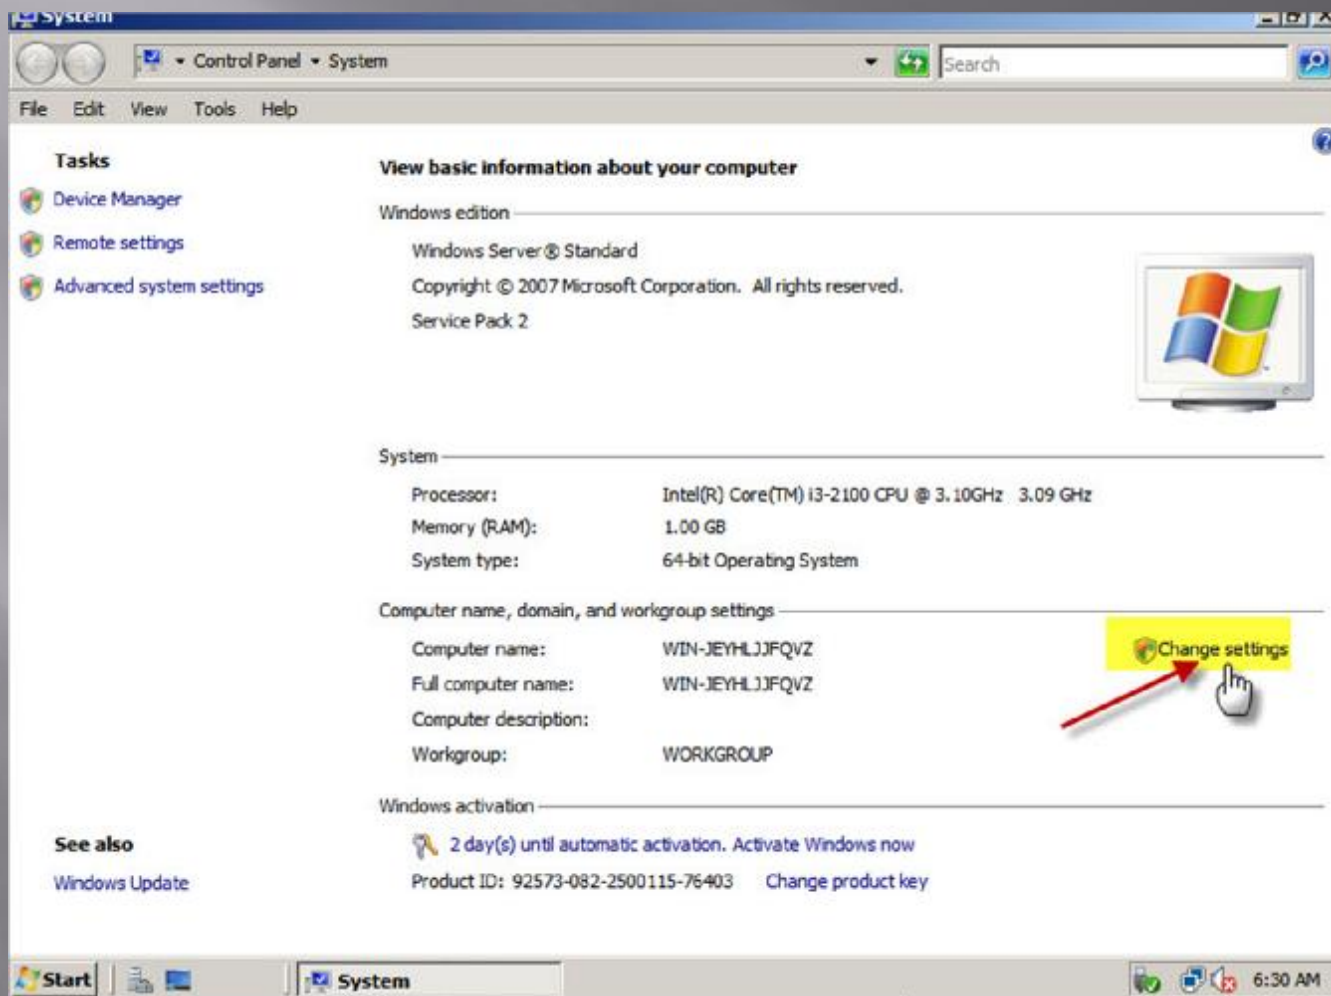 System
Control Panel System
Search
File Edit View Tools Help
Tasks
Device Manager
Remote settings
Advanced system settings
View basic information about your computer
Windows edition
Windows Server® Standard
Copyright © 2007 Microsoft Corporation. All rights reserved.
Service Pack 2
System
Processor: Intel(R) Core(TM) i3-2100 CPU @ 3.10GHz 3.09 GHz
Memory (RAM): 1.00 GB
System type: 64-bit Operating System
Computer name, domain, and workgroup settings
Computer name: WIN-JEYHLJJFQVZ
Change settings
Full computer name: WIN-JEYHLJJFQVZ
Computer description:
Workgroup: WORKGROUP
Windows activation
2 day(s) until automatic activation. Activate Windows now
Product ID: 92573-082-2500115-76403 Change product key
See also
Windows Update
Start System 6:30 AM